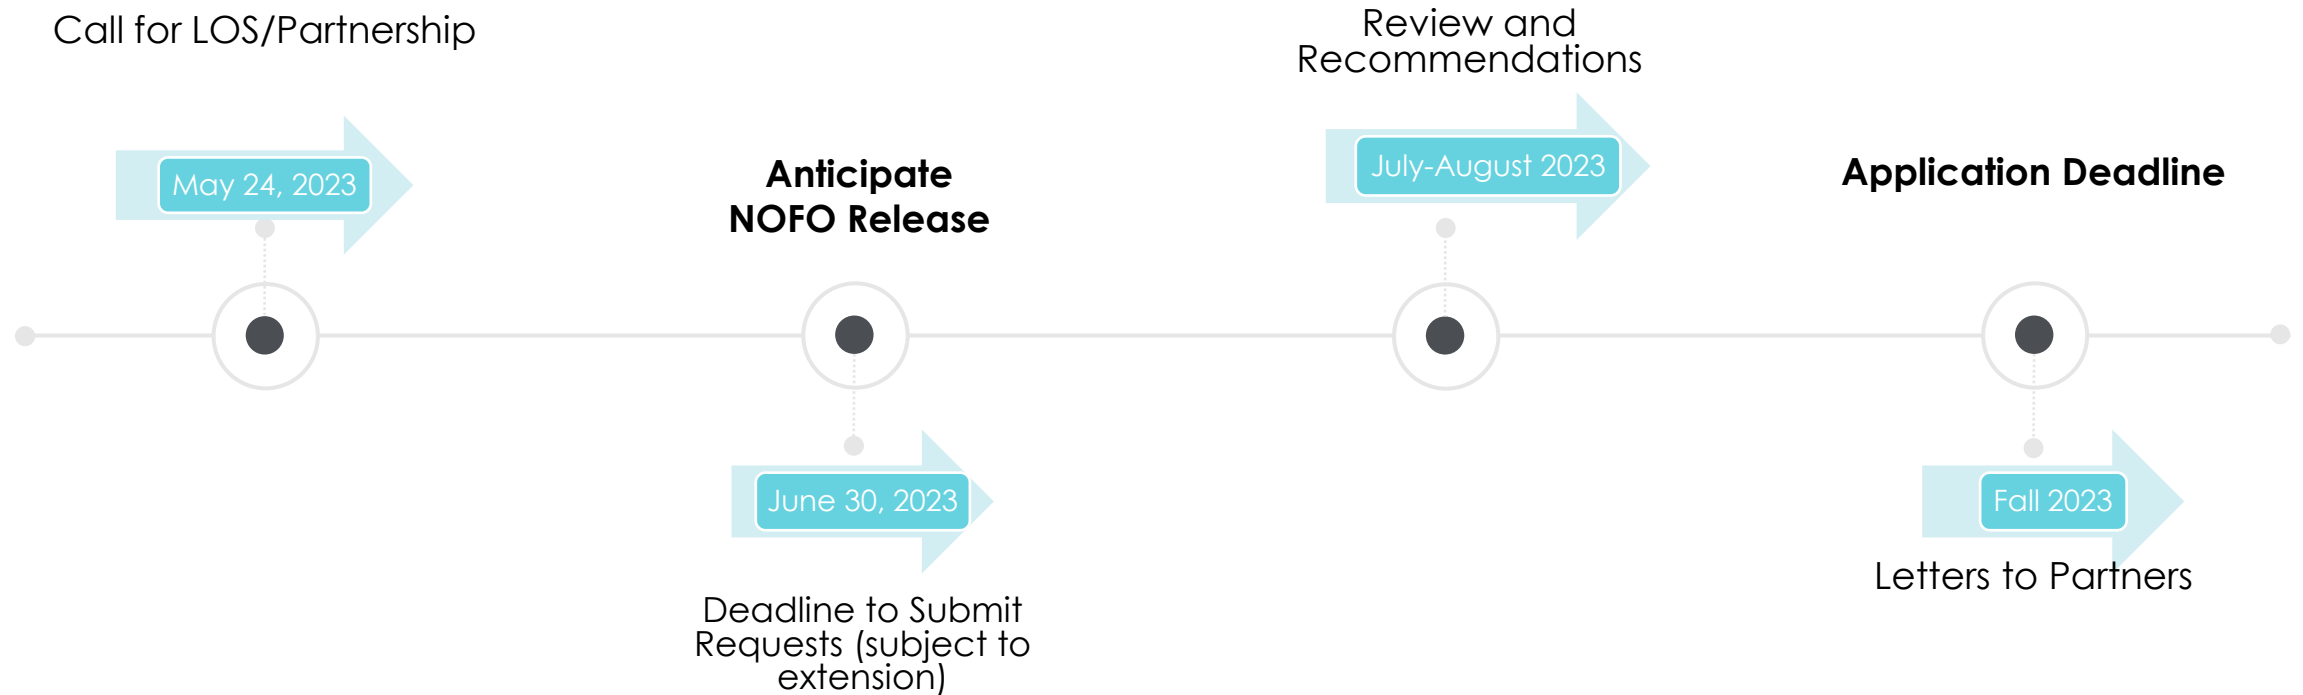 Call for LOS/Partnership
May 24, 2023
Anticipate
NOFO Release
June 30, 2023
Deadline to Submit
Requests (subject to
extension)
Review and
Recommendations
July-August 2023
Application Deadline
Fall 2023
Letters to Partners